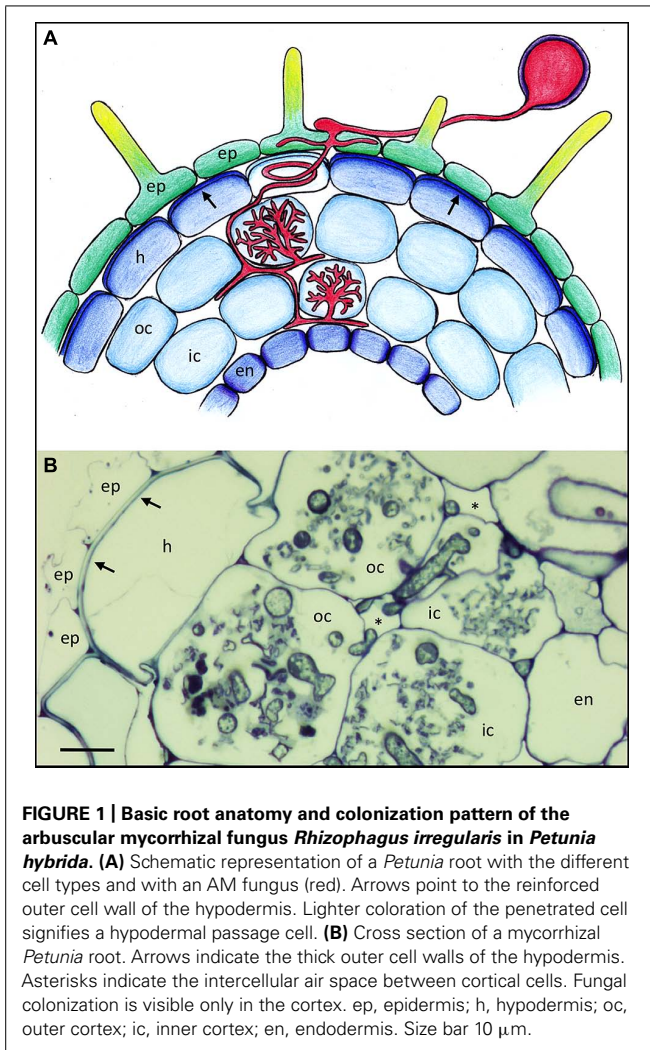 A
ep
ep
h
oc
ic
en
B
ep
h
*
oc
ep
oc
*
ic
ep
ic
en
FIGURE 1 | Basic root anatomy and colonization pattern of the
arbuscular mycorrhizal fungus Rhizophagus irregularis in Petunia
hybrida. (A) Schematic representation of a Petunia root with the different
cell types and with an AM fungus (red). Arrows point to the reinforced
outer cell wall of the hypodermis. Lighter coloration of the penetrated cell
signifies a hypodermal passage cell. (B) Cross section of a mycorrhizal
Petunia root. Arrows indicate the thick outer cell walls of the hypodermis.
Asterisks indicate the intercellular air space between cortical cells. Fungal
colonization is visible only in the cortex. ep, epidermis; h, hypodermis; oc,
outer cortex; ic, inner cortex; en, endodermis. Size bar 10 μm.